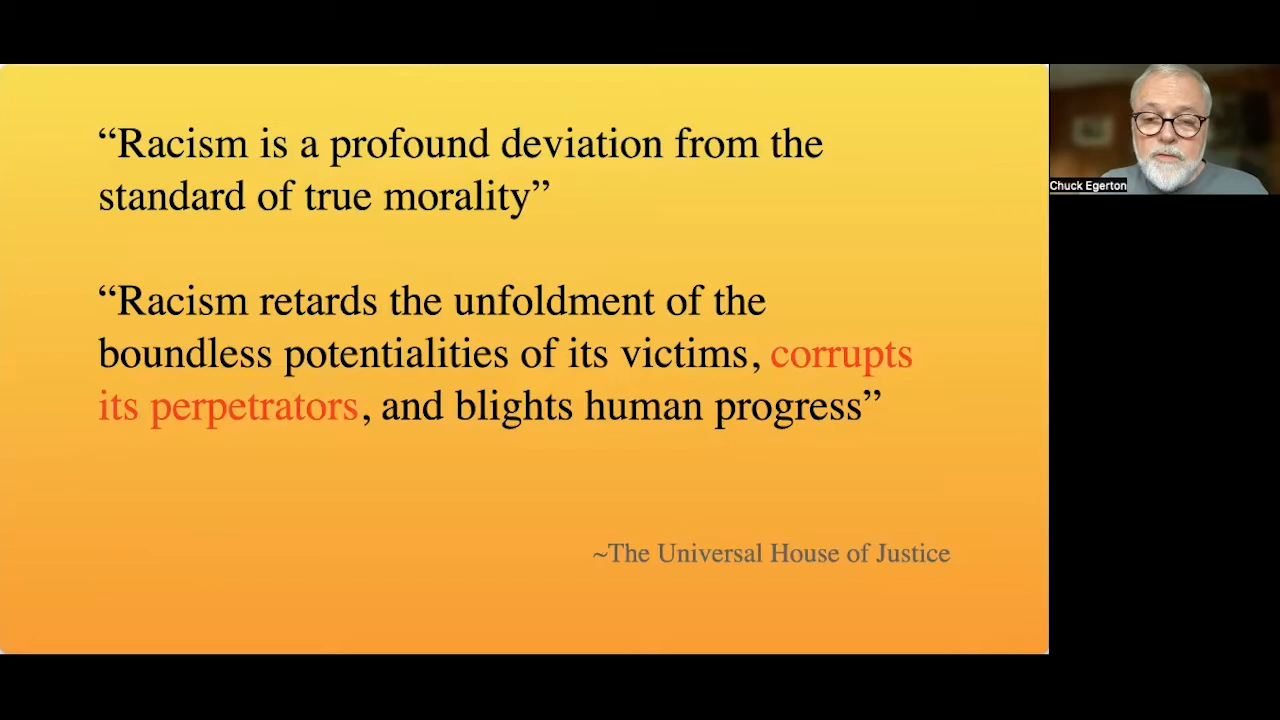 “Racism is a profound deviation from the
standard of true morality”
“Racism retards the unfoldment of the
boundless potentialities of its victims, corrupts
its perpetrators, and blights human progress”
~The Universal House of Justice
Chuck Egerton